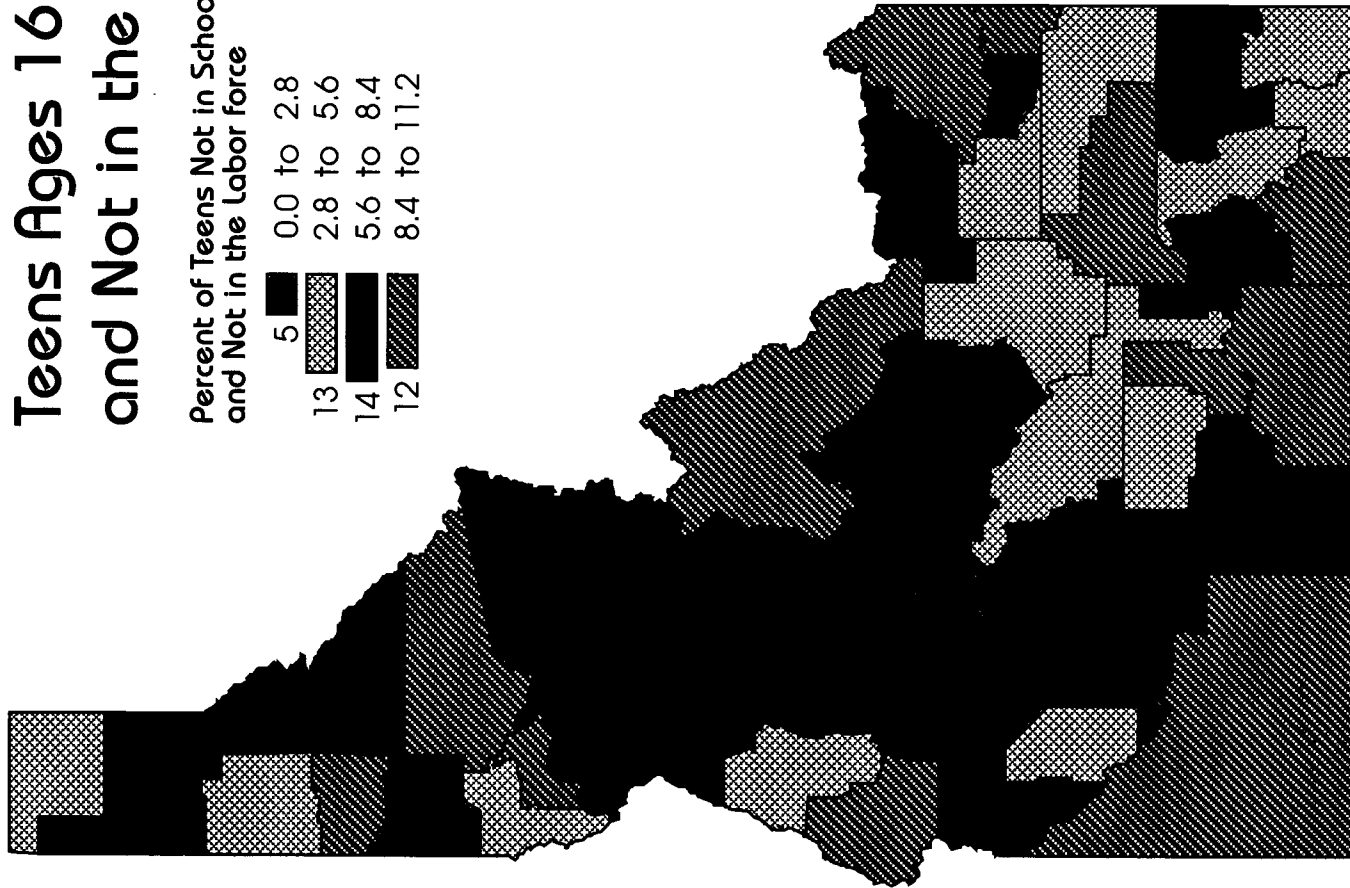 Teens Ages 16
and Not in the
Percent of Teens Not in Schoo
and Not in the Labor force
5 0.0 to 2.8
13 2.8 to 5.6
14 5.6 to 8.4
12 8.4 to 11.2